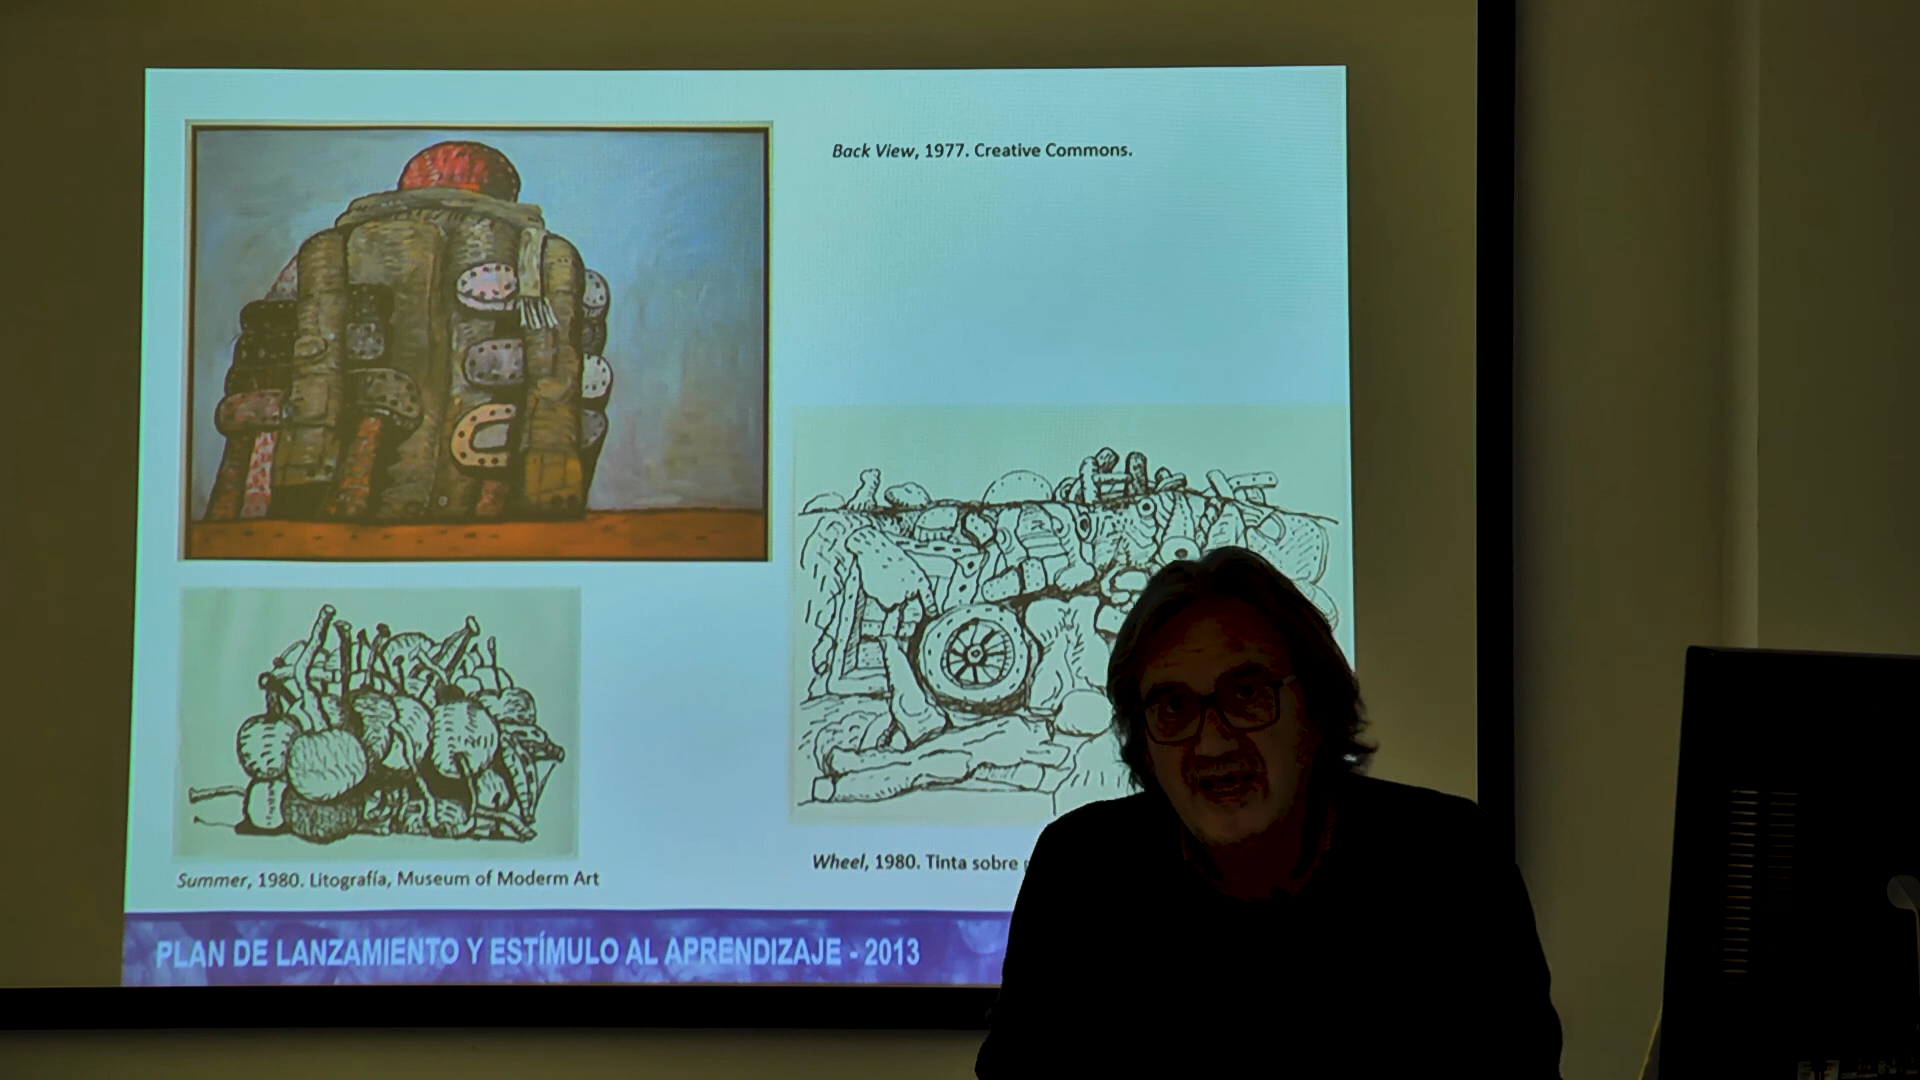 Back View, 1977. Creative Commons.
Wheel, 1980. Tinta sobre
Summer, 1980. Litografía, Museum of Moderm Art
PLAN DE LANZAMIENTO Y ESTÍMULO AL APRENDIZAJE - 2013